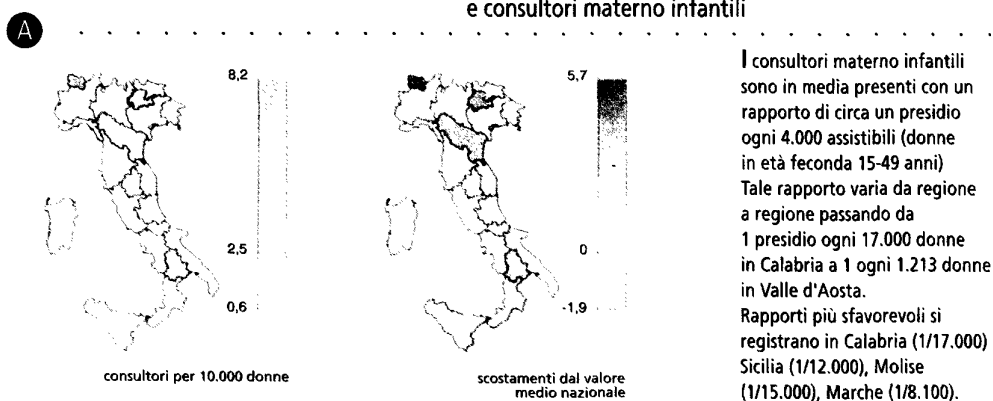 e consultori materno infantili
A
8,2
2,5
0,6
consultori per 10.000 donne
5,7
0
-1,9
scostamenti dal valore
medio nazionale
I consultori materno infantili
sono in media presenti con un
rapporto di circa un presidio
ogni 4.000 assistibili (donne
in età feconda 15-49 anni)
Tale rapporto varia da regione
a regione passando da
1 presidio ogni 17.000 donne
in Calabria a 1 ogni 1.213 donne
in Valle d'Aosta.
Rapporti più sfavorevoli si
registrano in Calabria (1/17.000)
Sicilia (1/12.000), Molise
(1/15.000), Marche (1/8.100).